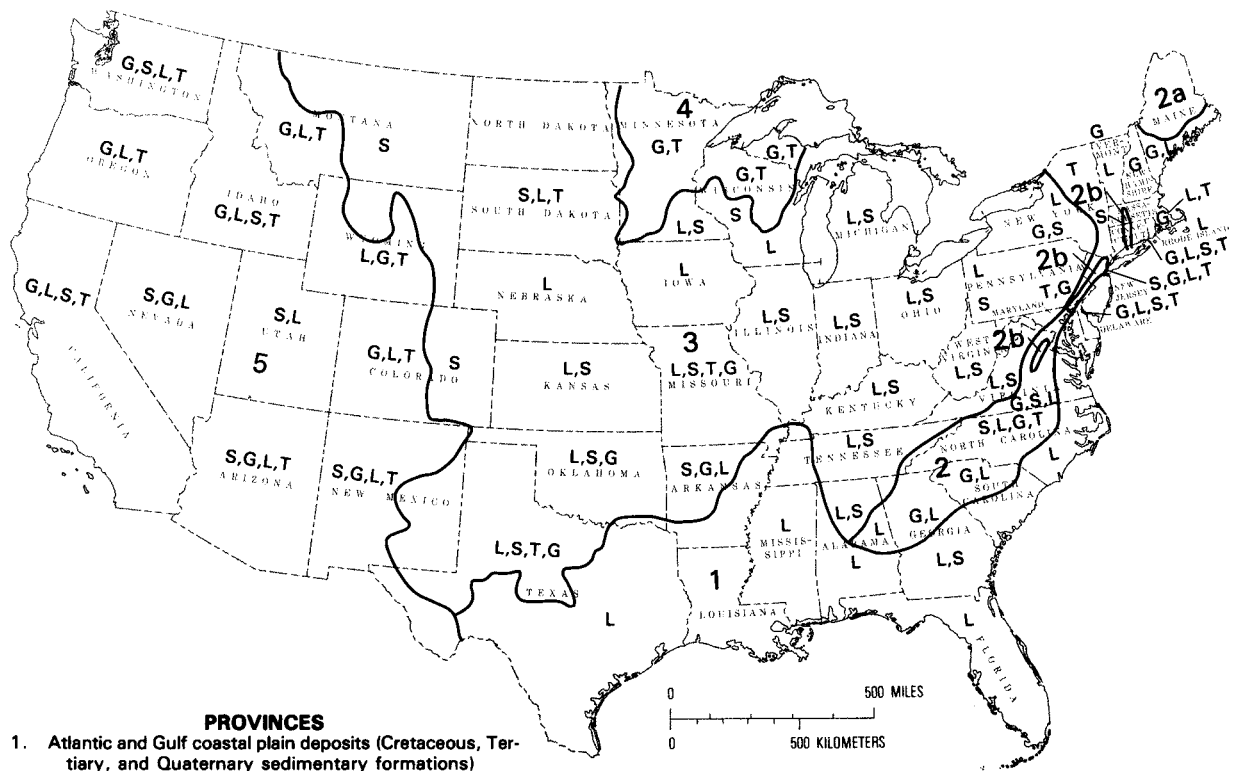 G,S,L,T
WASHINGTON
G,L,T
OREGON
IDAHO
G,L,S,T
G,L,T
S
NORTH DAKOTA
MINNESOTA
4
G,T
G,T
G,T
WISCONSIN
S
L,S
L
L,S
MICHIGAN
S,L,T
SOUTH DAKOTA
L,G,T
L
NEBRASKA
L
IOWA
G,L,S,T
CALIFORNIA
S,G,L
NEVADA
S,L
UTAH
5
G,L,T
COLORADO
S
L,S
KANSAS
3
L,S,T,G
MISSOURI
L,S
ILLINOIS
L,S
INDIANA
L,S
OHIO
L
PENNSYLVANIA
S
T,G
MARYLAND
L
NEW YORK
G,S
T
G
L
G
G,L
2a
MAINE
2b
S
G
L,T
L
RHODE ISLAND
G,L,S,T
2b
NEW JERSEY
S,G,L,T
G,L,S,T
DELAWARE
2b
WEST VIRGINIA
L,S
L,S
VIRGINIA
L,S
KENTUCKY
L,S
TENNESSEE
S,L,G,T
NORTH CAROLINA
L
2
G,L
SOUTH CAROLINA
G,L
GEORGIA
L,S
L,S
L
ALABAMA
L
L
MISSIS-
SIPPI
S,G,L
ARKANSAS
L,S,G
OKLAHOMA
S,G,L,T
ARIZONA
S,G,L,T
NEW MEXICO
L,S,T,G
TEXAS
L
1
LOUISIANA
L
FLORIDA
0 500 MILES
0 500 KILOMETERS
PROVINCES
1. Atlantic and Gulf coastal plain deposits (Cretaceous, Ter-
tiary, and Quaternary sedimentary formations)